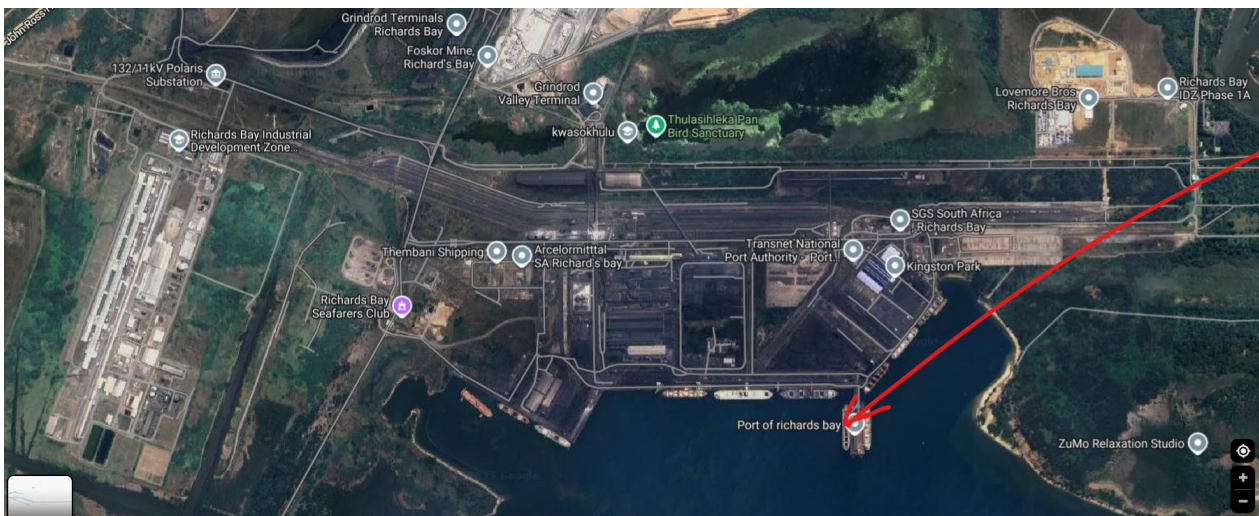 John Ross
Grindrod Terminals
Richards Bay
Foskor Mine,
Richard's Bay
132/11kV Polaris
Substation
Grindrod
Valley Terminal
Lovemore Bros
Richards Bay
Richards Bay
IDZ Phase 1A
kwasokhulu
Thulasihleka Pan
Bird Sanctuary
Richards Bay Industrial
Development Zone...
SGS South Africa
, Richards Bay
Thembani Shipping
Arcelormitttal
SA Richard's bay
Transnet National
Port Authority - Port...
Kingston Park
Richards Bay
Seafarers Club
Port of richards bay
ZuMo Relaxation Studio